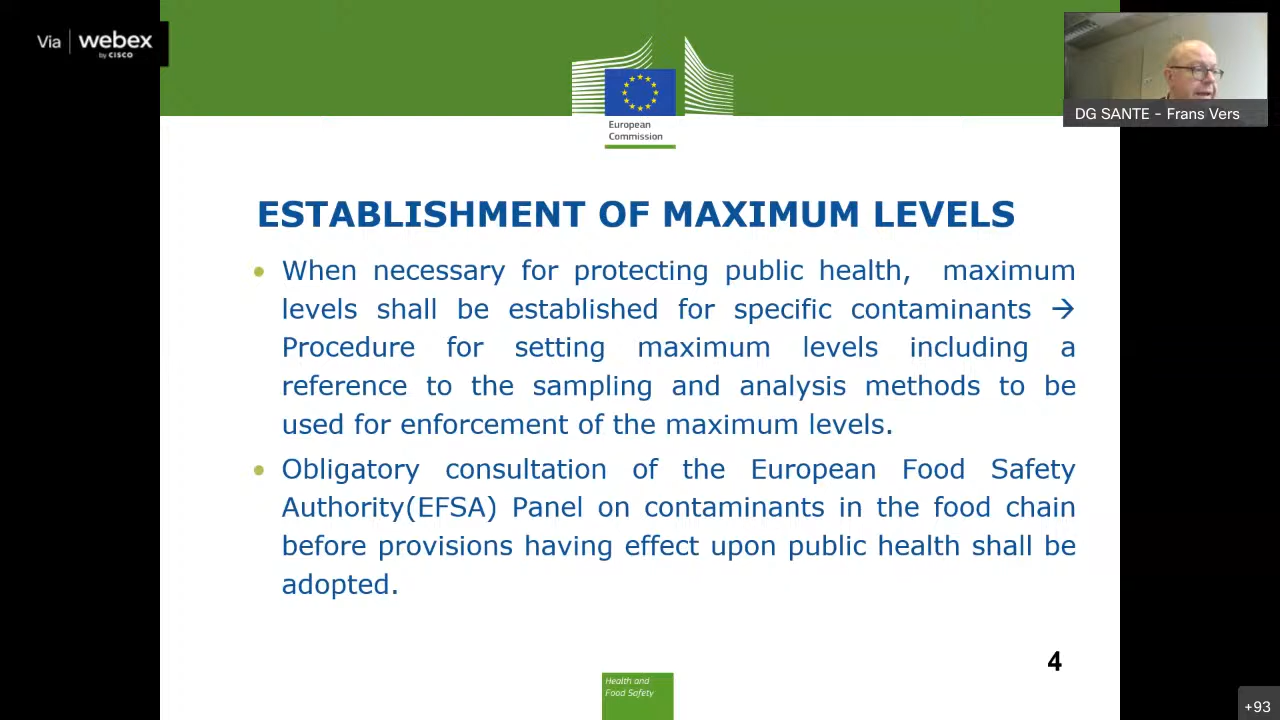 Via webex
by CISCO
DG SANTE - Frans Vers
European
Commission
ESTABLISHMENT OF MAXIMUM LEVELS
• When necessary for protecting public health, maximum
levels shall be established for specific contaminants →
Procedure for setting maximum levels including a
reference to the sampling and analysis methods to be
used for enforcement of the maximum levels.
• Obligatory consultation of the European Food Safety
Authority(EFSA) Panel on contaminants in the food chain
before provisions having effect upon public health shall be
adopted.
4
Health and
Food Safety
+93